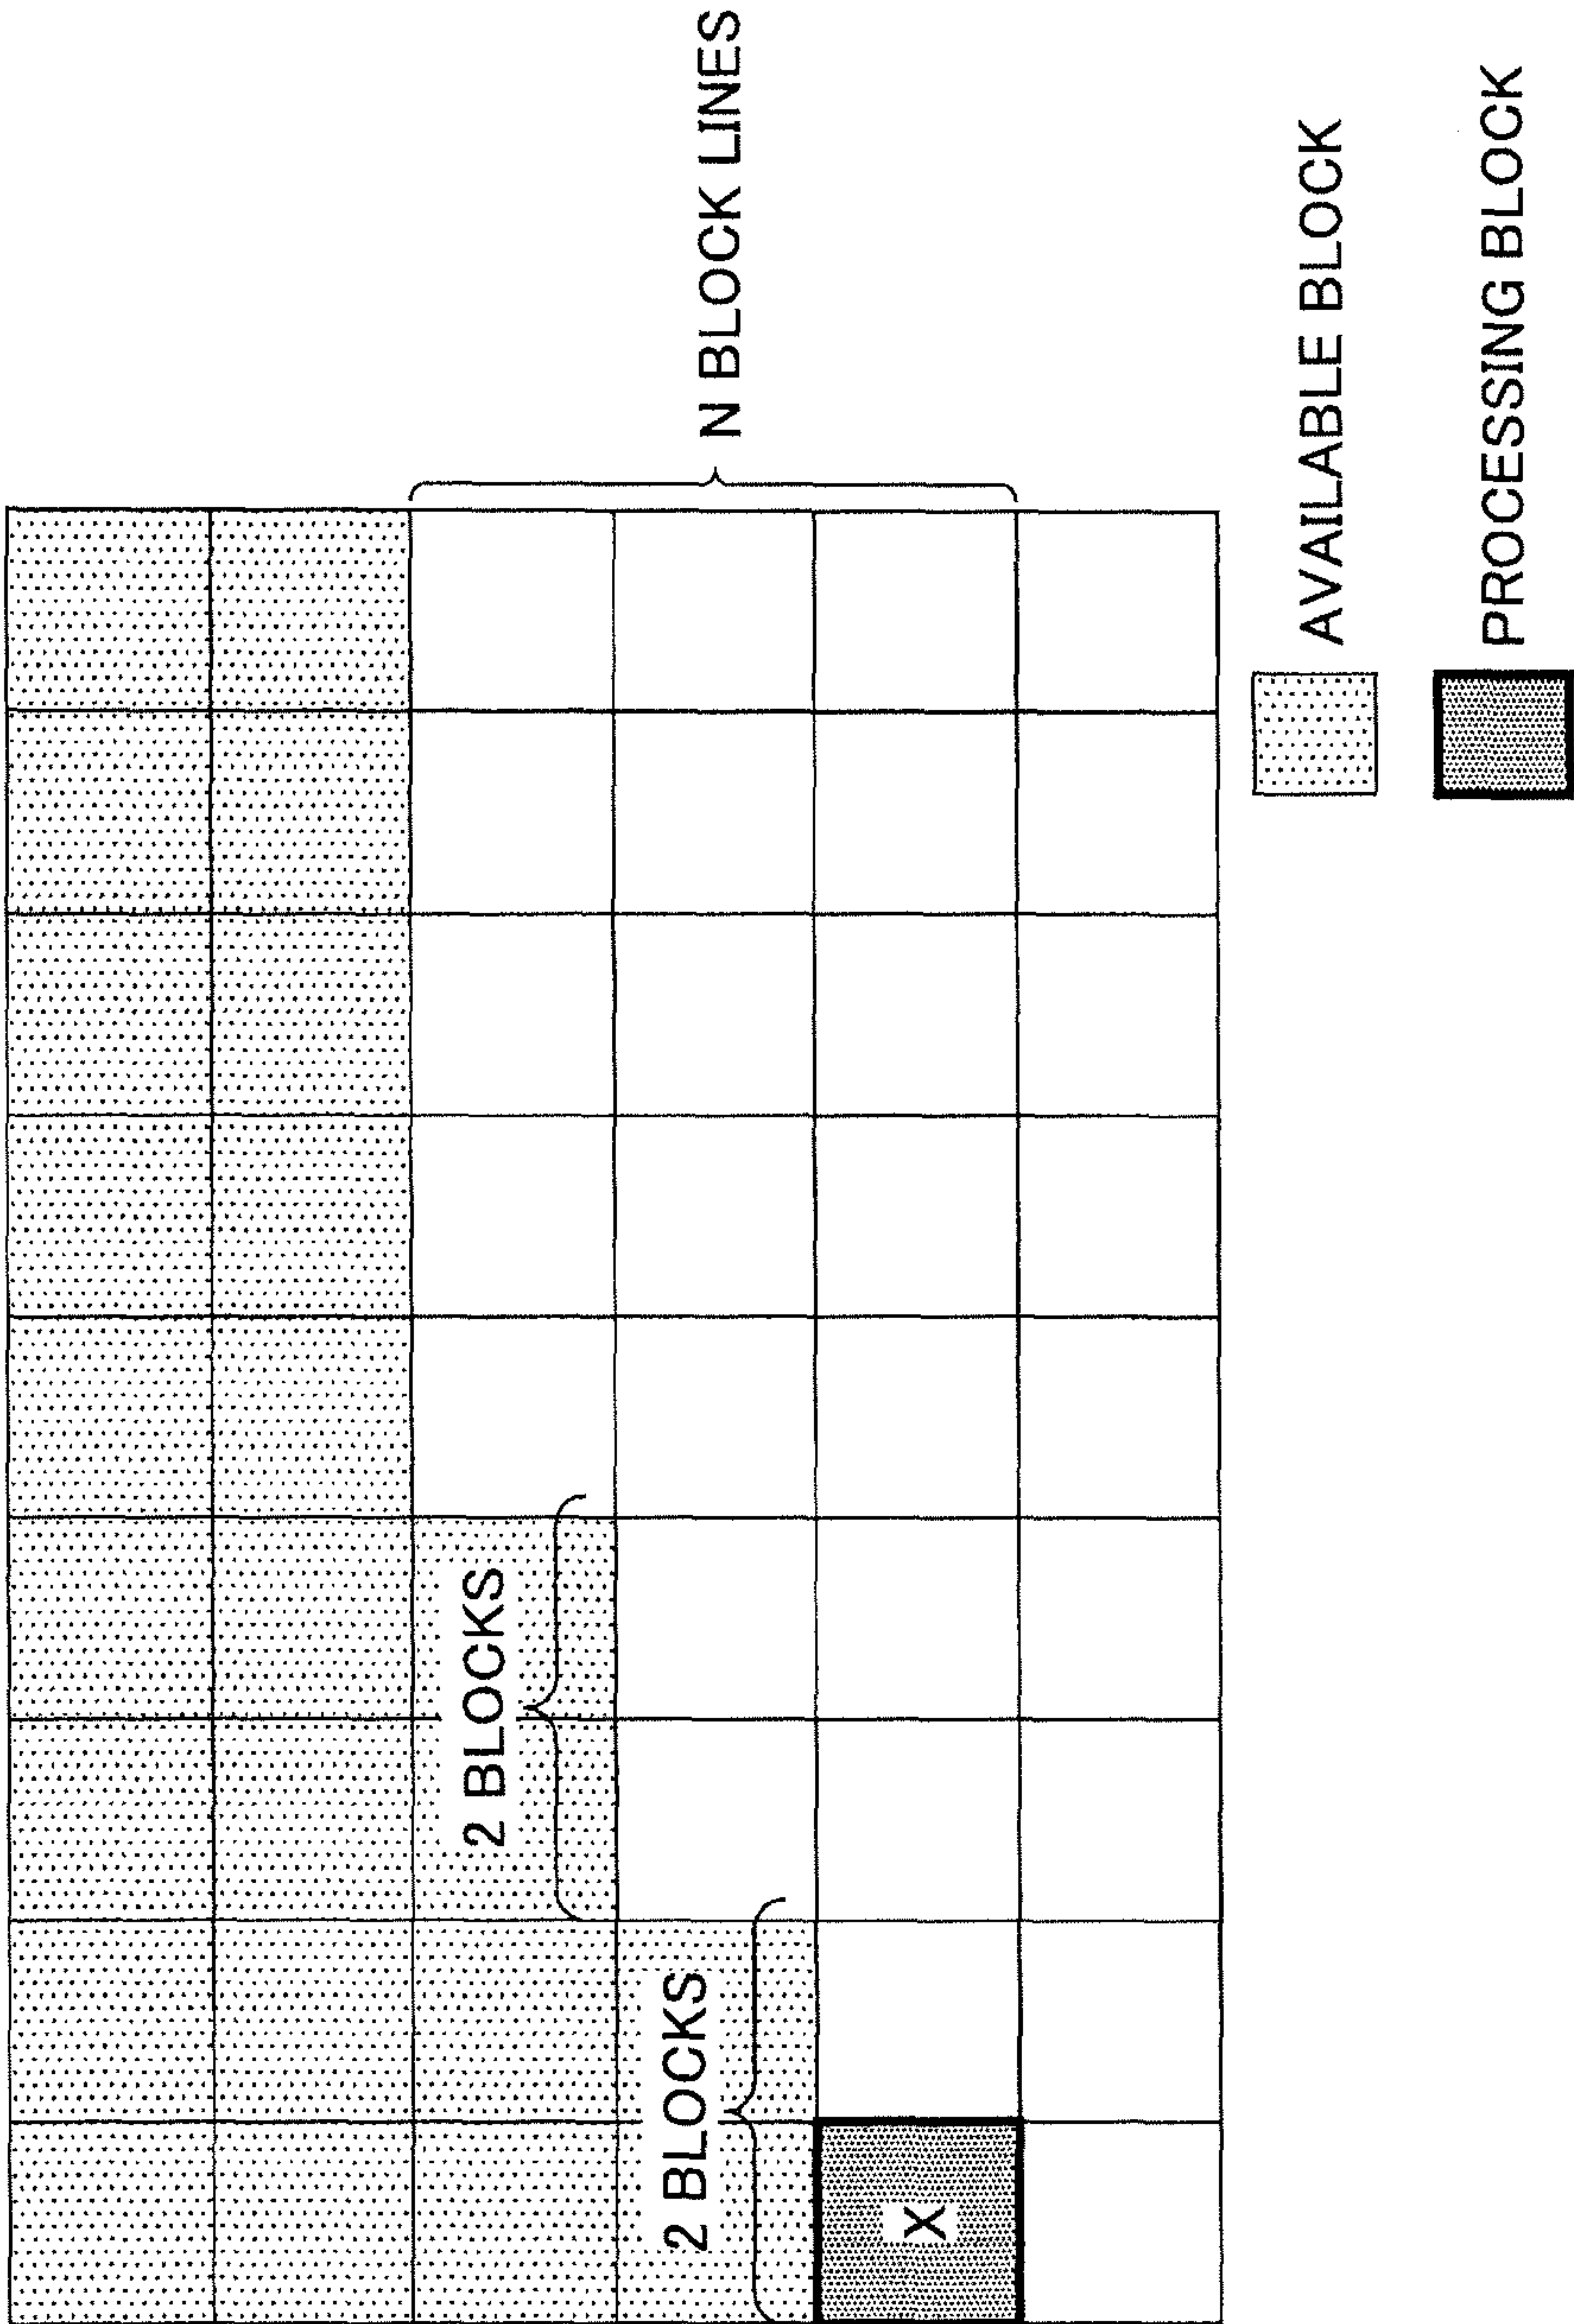 N BLOCK LINES
2 BLOCKS
2 BLOCKS
X
AVAILABLE BLOCK
PROCESSING BLOCK